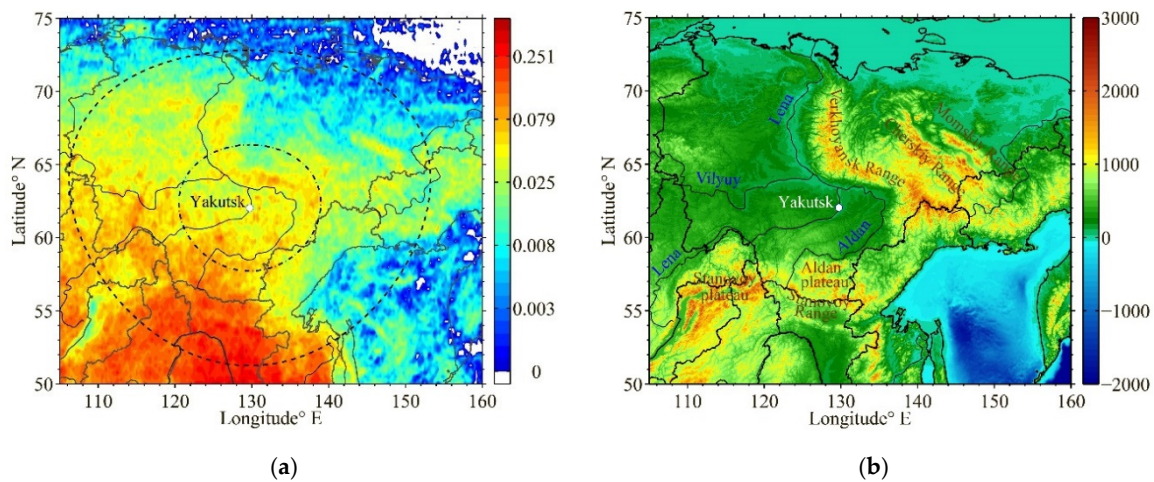 75
70
65
60
55
50
Latitude° N
110
120
130
140
150
160
Longitude° E
Yakutsk
0.251
0.079
0.025
0.008
0.003
0
(a)
75
70
65
60
55
50
Latitude° N
110
120
130
140
150
160
Longitude° E
Lena
Verkhoyansk Range
Chersky Range
Vilyuy
Yakutsk
Aldan
Lena
Stanovoy plateau
Aldan plateau
Stanovoy Range
3000
2000
1000
0
−1000
−2000
(b)